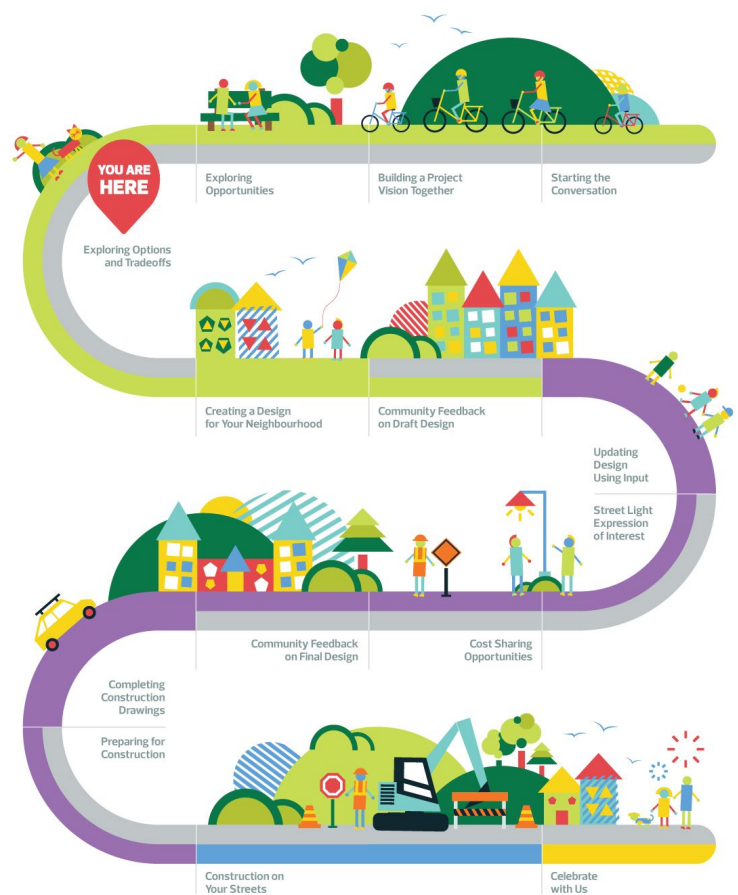 YOU ARE
HERE
Exploring
Opportunities
Building a Project
Vision Together
Starting the
Conversation
Exploring Options
and Tradeoffs
Creating a Design
for Your Neighbourhood
Community Feedback
on Draft Design
Updating
Design
Using Input
Street Light
Expression
of Interest
Community Feedback
on Final Design
Cost Sharing
Opportunities
Completing
Construction
Drawings
Preparing for
Construction
Construction on
Your Streets
Celebrate
with Us